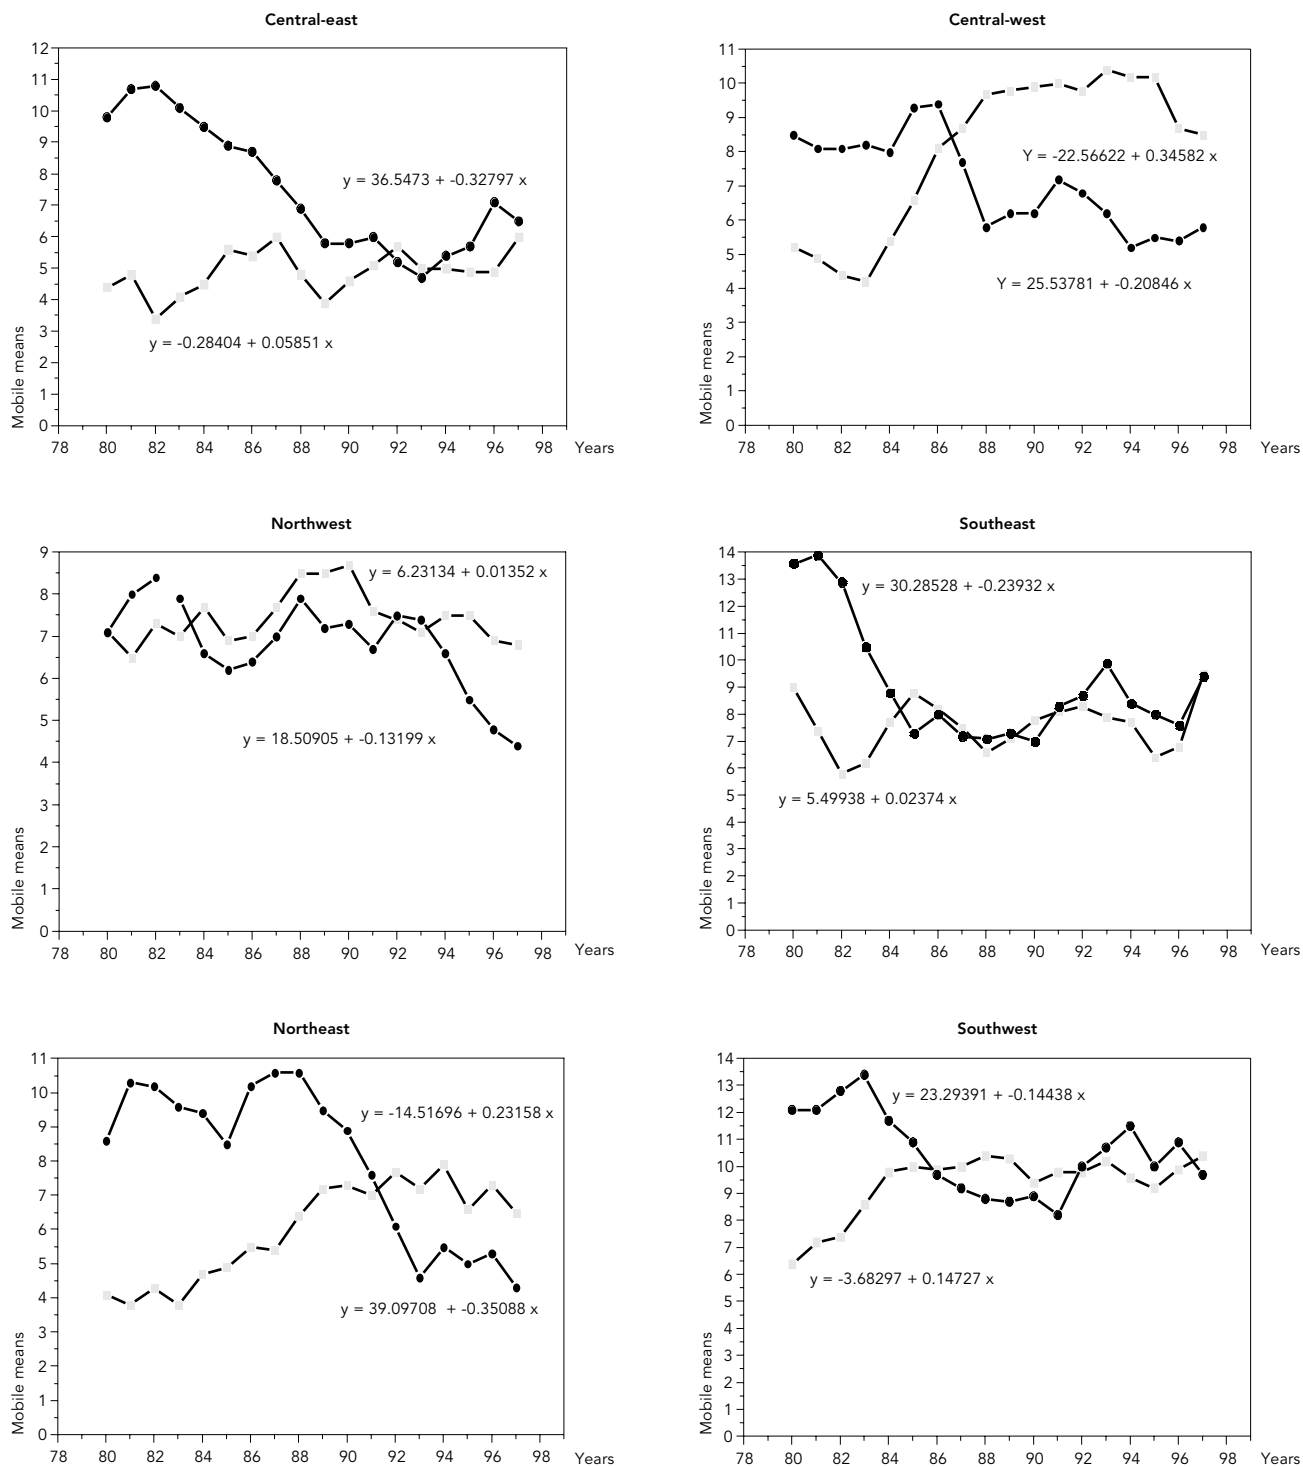 Central-east
12
11
10
9
8
7
6
5
4
3
2
1
0
Mobile means
y = 36.5473 + -0.32797 x
y = -0.28404 + 0.05851 x
78 80 82 84 86 88 90 92 94 96 98 Years
Central-west
11
10
9
8
7
6
5
4
3
2
1
0
Mobile means
Y = -22.56622 + 0.34582 x
Y = 25.53781 + -0.20846 x
78 80 82 84 86 88 90 92 94 96 98 Years
Northwest
9
8
7
6
5
4
3
2
1
0
Mobile means
y = 6.23134 + 0.01352 x
y = 18.50905 + -0.13199 x
78 80 82 84 86 88 90 92 94 96 98 Years
Southeast
14
13
12
11
10
9
8
7
6
5
4
3
2
1
0
Mobile means
y = 30.28528 + -0.23932 x
y = 5.49938 + 0.02374 x
78 80 82 84 86 88 90 92 94 96 98 Years
Northeast
11
10
9
8
7
6
5
4
3
2
1
0
Mobile means
y = -14.51696 + 0.23158 x
y = 39.09708 + -0.35088 x
78 80 82 84 86 88 90 92 94 96 98 Years
Southwest
14
13
12
11
10
9
8
7
6
5
4
3
2
1
0
Mobile means
y = 23.29391 + -0.14438 x
y = -3.68297 + 0.14727 x
78 80 82 84 86 88 90 92 94 96 98 Years